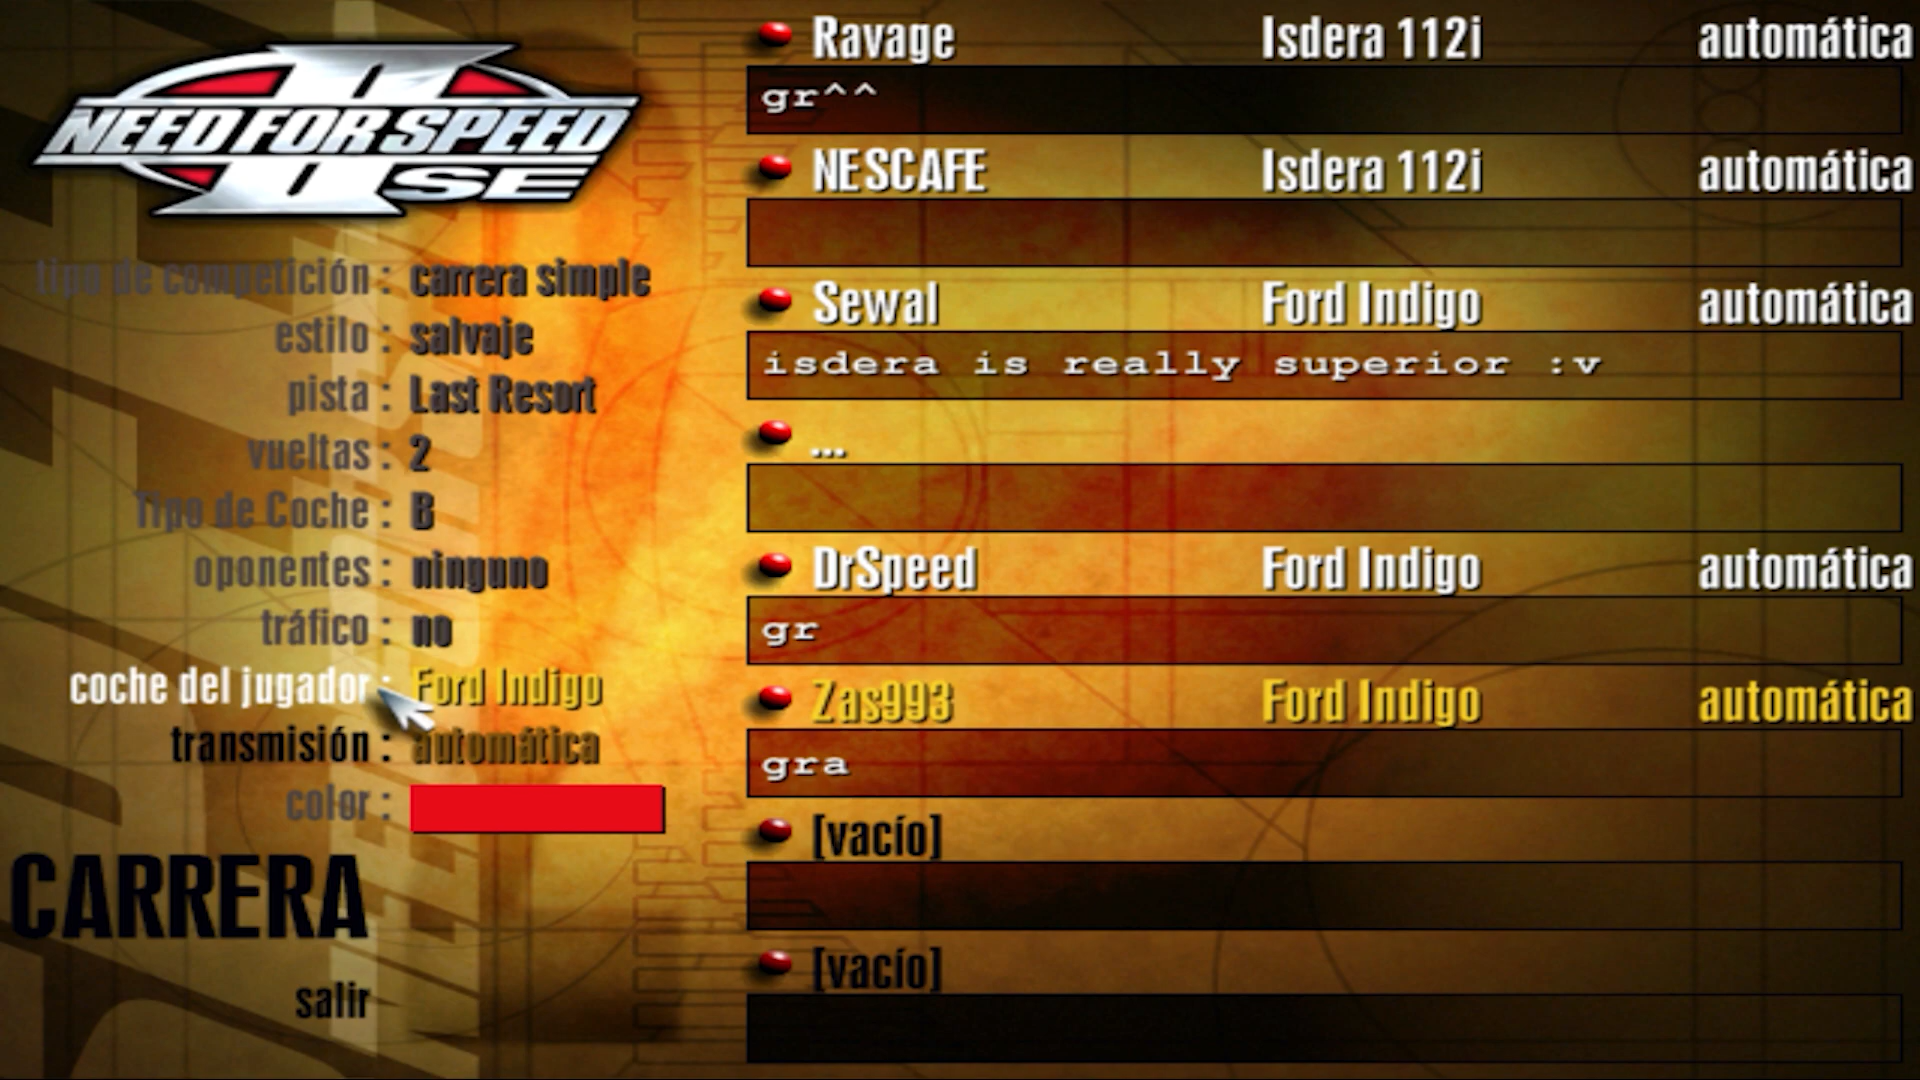 II
NEED FOR SPEED
II SE
tipo de competición : carrera simple
estilo : salvaje
pista : Last Resort
vueltas : 2
Tipo de Coche : B
oponentes : ninguno
tráfico : no
coche del jugador : Ford Indigo
transmisión : automática
color :
CARRERA
salir
Ravage Isdera 112i automática
gr^^
NESCAFE Isdera 112i automática
Sewal Ford Indigo automática
isdera is really superior :v
...
DrSpeed Ford Indigo automática
gr
Zas993 Ford Indigo automática
gra
[vacío]
[vacío]